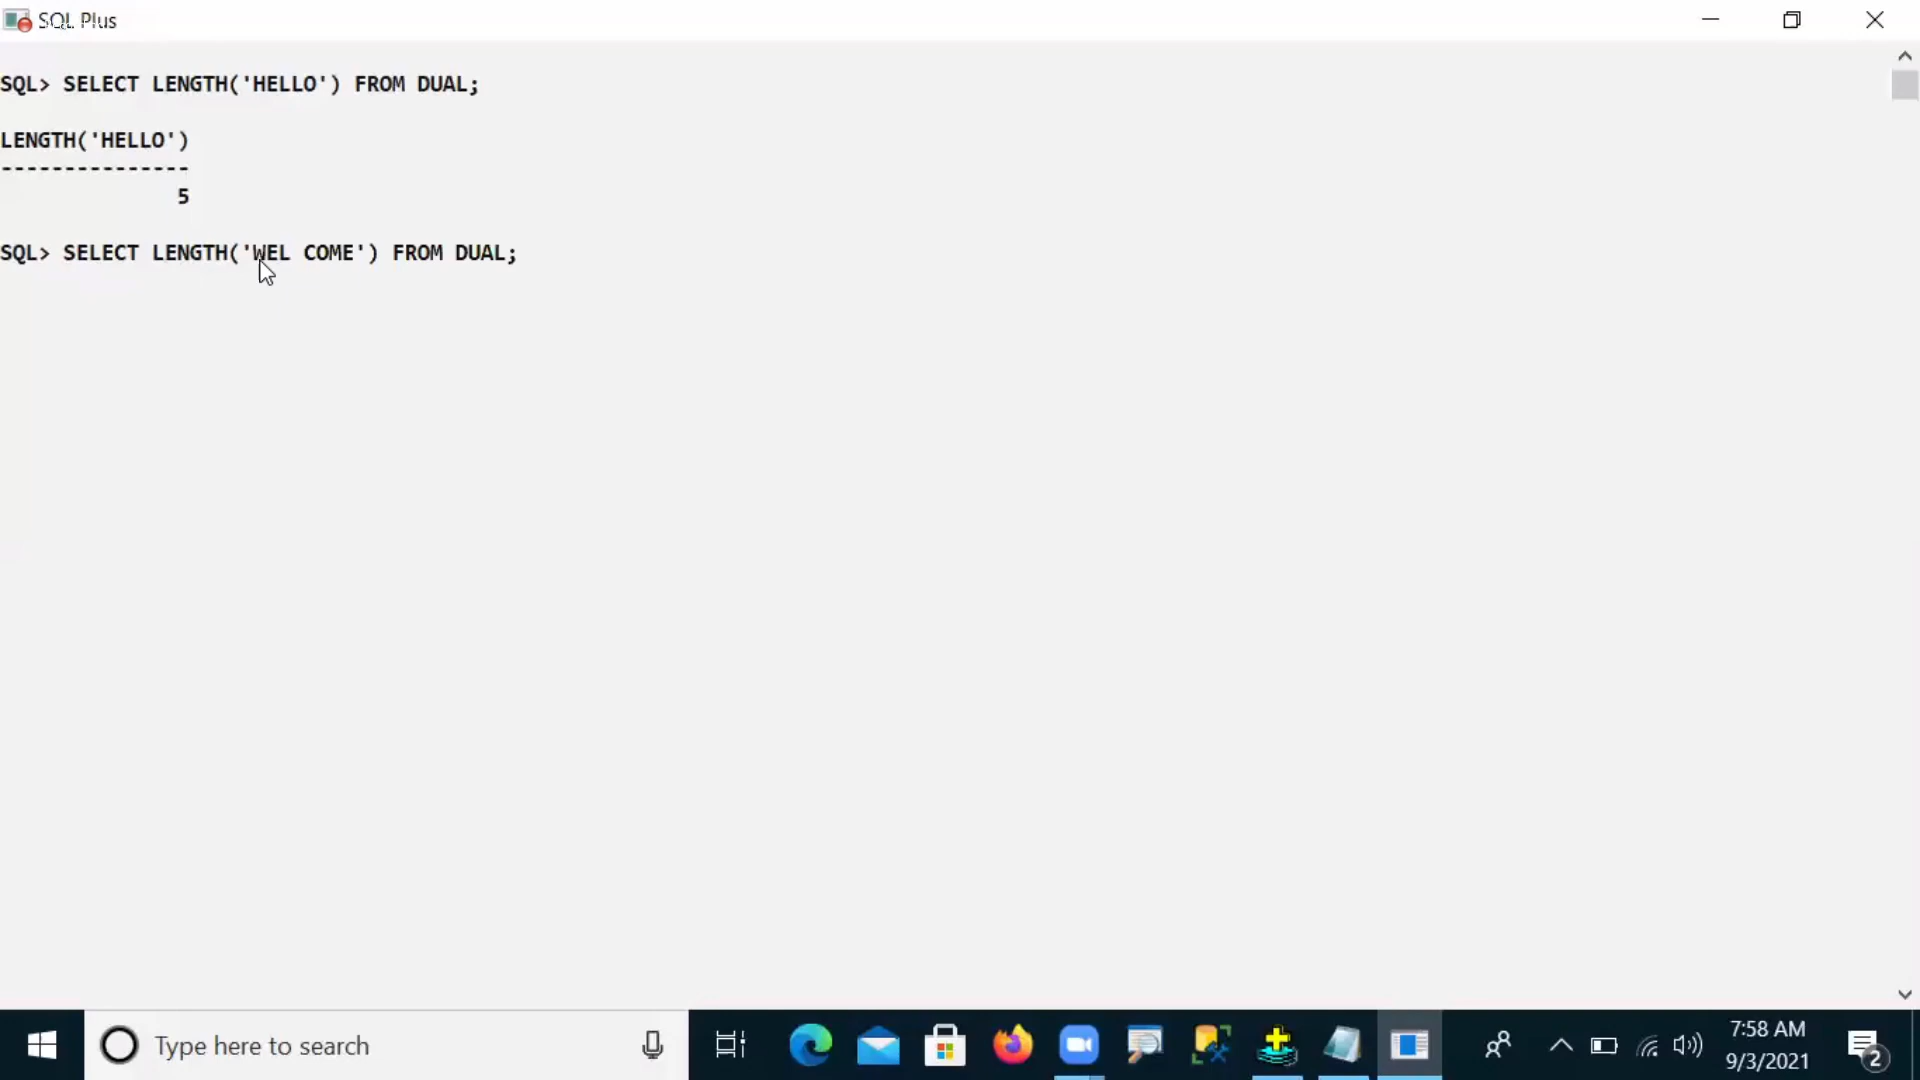 SQL Plus
SQL> SELECT LENGTH('HELLO') FROM DUAL;
LENGTH('HELLO')
---------------
5
SQL> SELECT LENGTH('WEL COME') FROM DUAL;
Type here to search
7:58 AM
9/3/2021
2